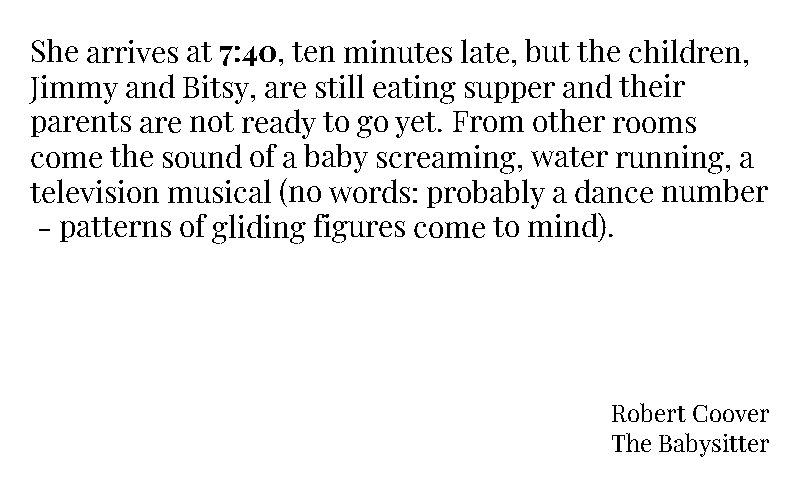 She arrives at 7:40, ten minutes late, but the children,
Jimmy and Bitsy, are still eating supper and their
parents are not ready to go yet. From other rooms
come the sound of a baby screaming, water running, a
television musical (no words: probably a dance number
– patterns of gliding figures come to mind).
Robert Coover
The Babysitter